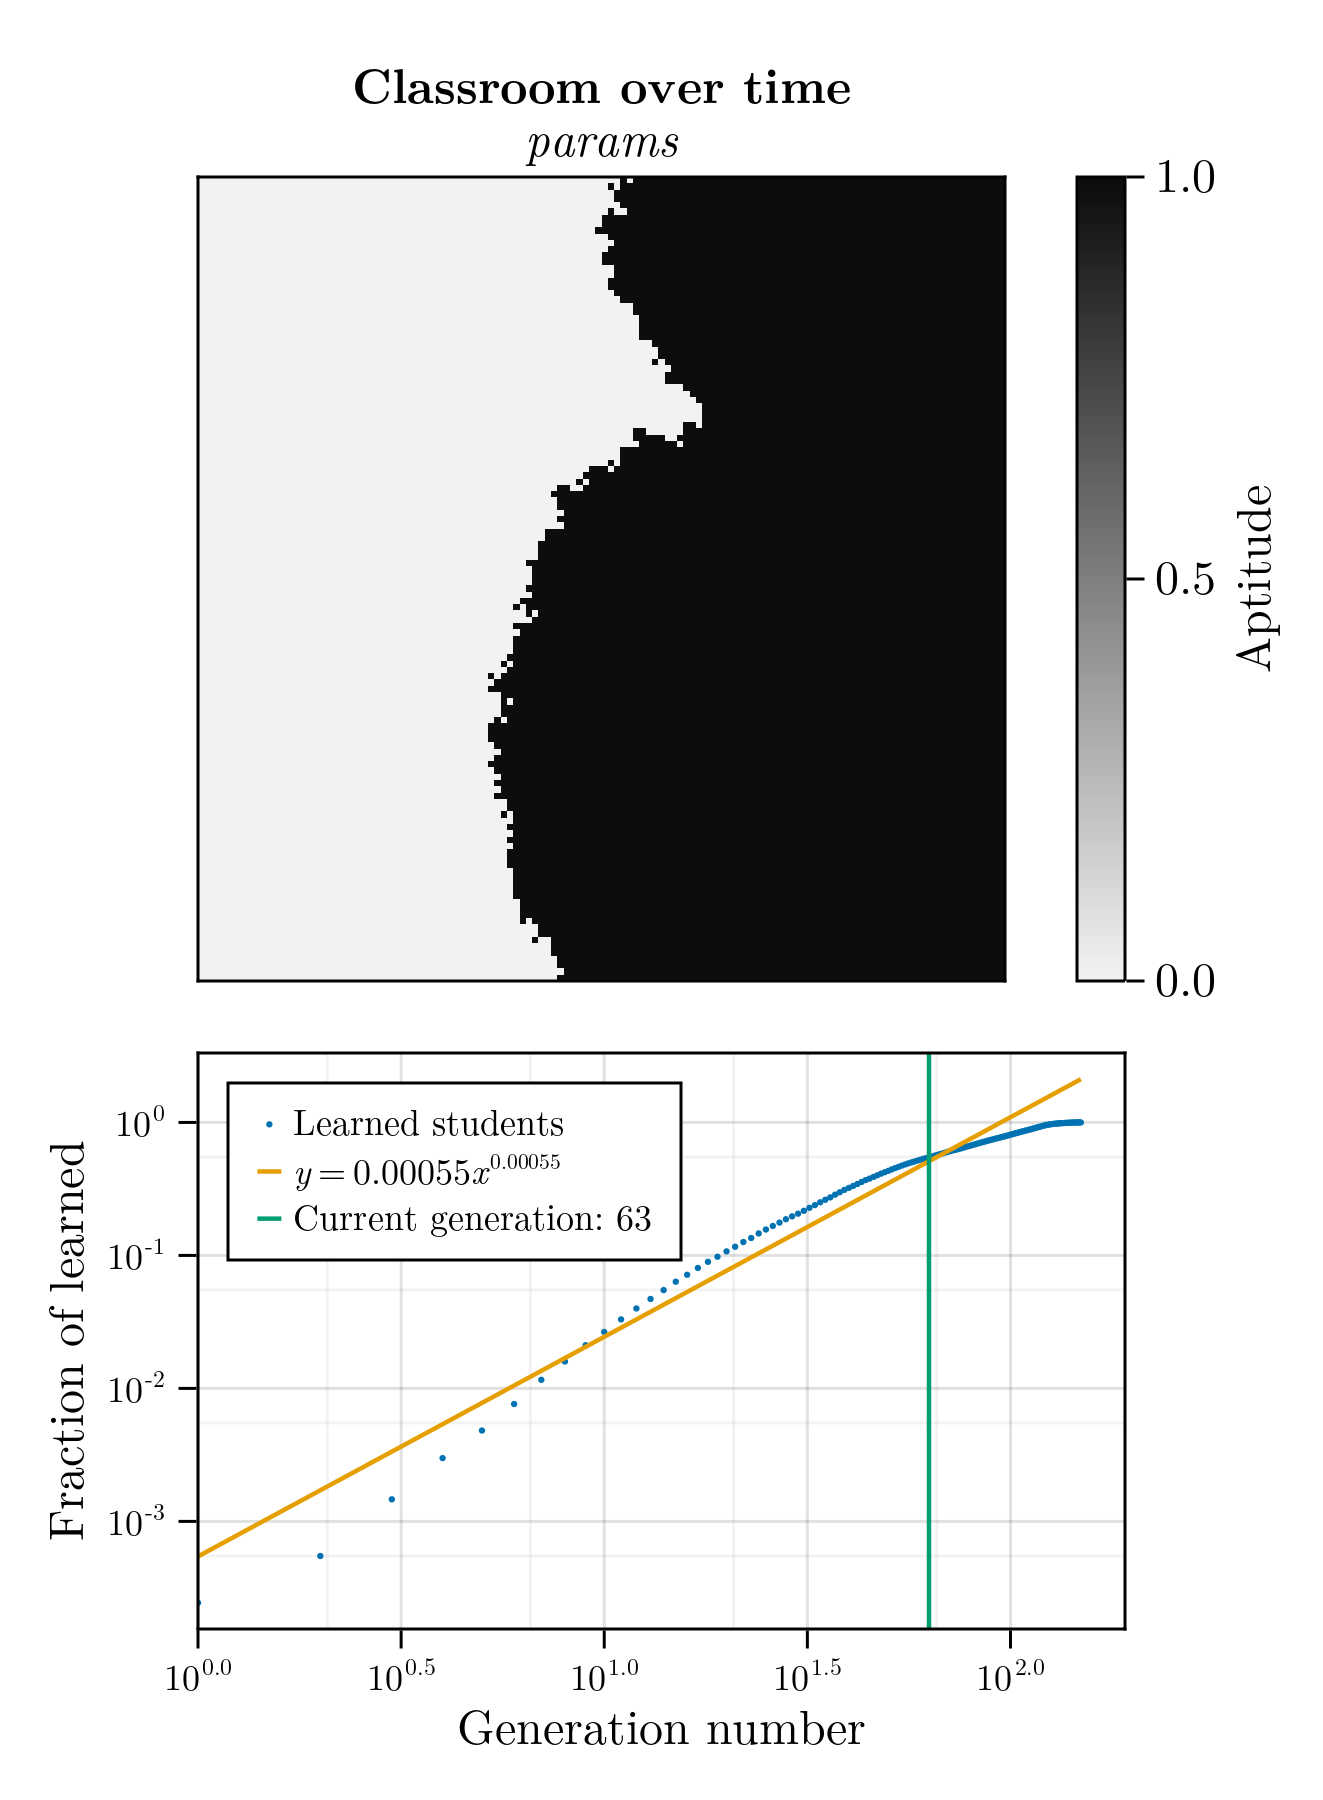 Classroom over time
params
1.0
0.5
0.0
Aptitude
Learned students
y = 0.00055x^0.00055
Current generation: 63
10^0
10^-1
10^-2
10^-3
Fraction of learned
10^0.0 10^0.5 10^1.0 10^1.5 10^2.0
Generation number